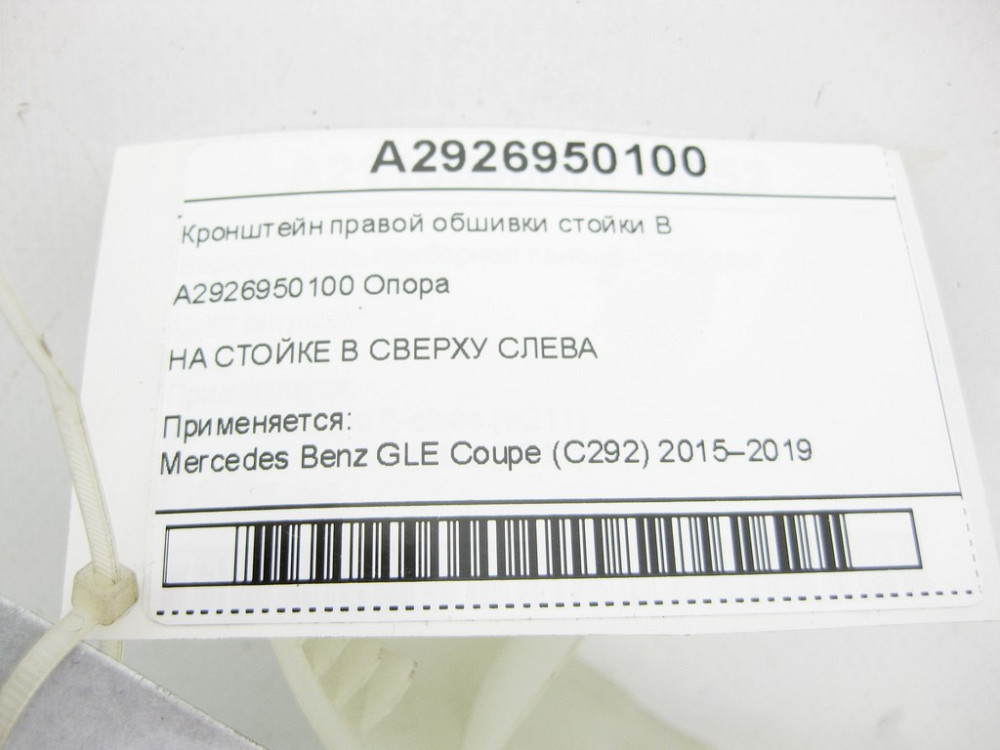 A2926950100
Кронштейн правой обшивки стойки В
A2926950100 Опора
НА СТОЙКЕ В СВЕРХУ СЛЕВА
Применяется:
Mercedes Benz GLE Coupe (C292) 2015–2019